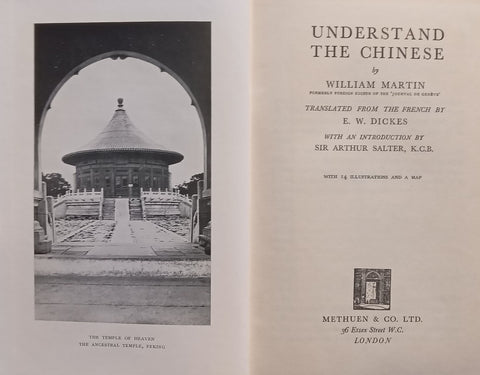 THE TEMPLE OF HEAVEN
THE ANCESTRAL TEMPLE, PEKING
UNDERSTAND
THE CHINESE
by
WILLIAM MARTIN
FORMERLY FOREIGN EDITOR OF THE "JOURNAL DE GENÈVE"
TRANSLATED FROM THE FRENCH BY
E. W. DICKES
WITH AN INTRODUCTION BY
SIR ARTHUR SALTER, K.C.B.
WITH 14 ILLUSTRATIONS AND A MAP
METHUEN & CO. LTD.
36 Essex Street W.C.
LONDON